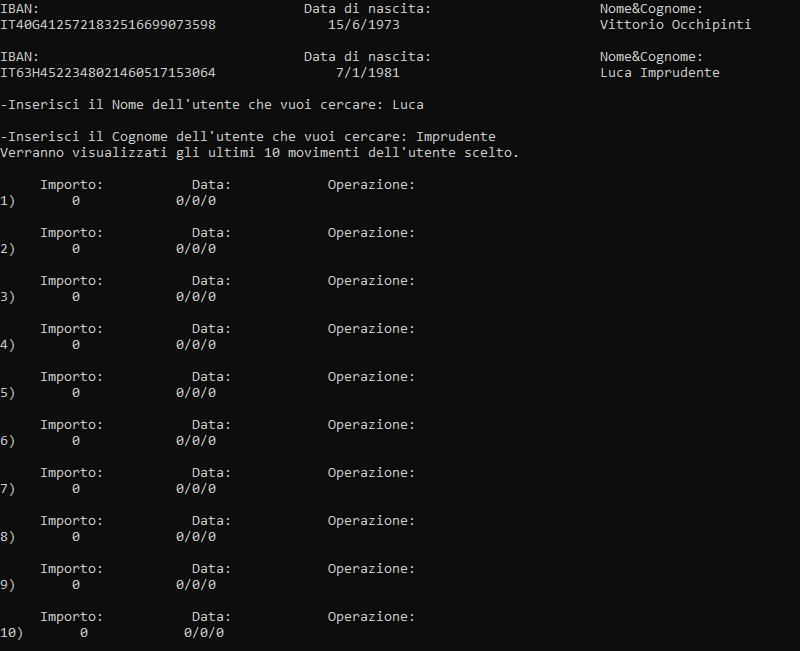 IBAN: Data di nascita: Nome&Cognome:
IT40G4125721832516699073598 15/6/1973 Vittorio Occhipinti
IBAN: Data di nascita: Nome&Cognome:
IT63H4522348021460517153064 7/1/1981 Luca Imprudente
-Inserisci il Nome dell'utente che vuoi cercare: Luca
-Inserisci il Cognome dell'utente che vuoi cercare: Imprudente
Verranno visualizzati gli ultimi 10 movimenti dell'utente scelto.
Importo: Data: Operazione:
1) 0 0/0/0
Importo: Data: Operazione:
2) 0 0/0/0
Importo: Data: Operazione:
3) 0 0/0/0
Importo: Data: Operazione:
4) 0 0/0/0
Importo: Data: Operazione:
5) 0 0/0/0
Importo: Data: Operazione:
6) 0 0/0/0
Importo: Data: Operazione:
7) 0 0/0/0
Importo: Data: Operazione:
8) 0 0/0/0
Importo: Data: Operazione:
9) 0 0/0/0
Importo: Data: Operazione:
10) 0 0/0/0